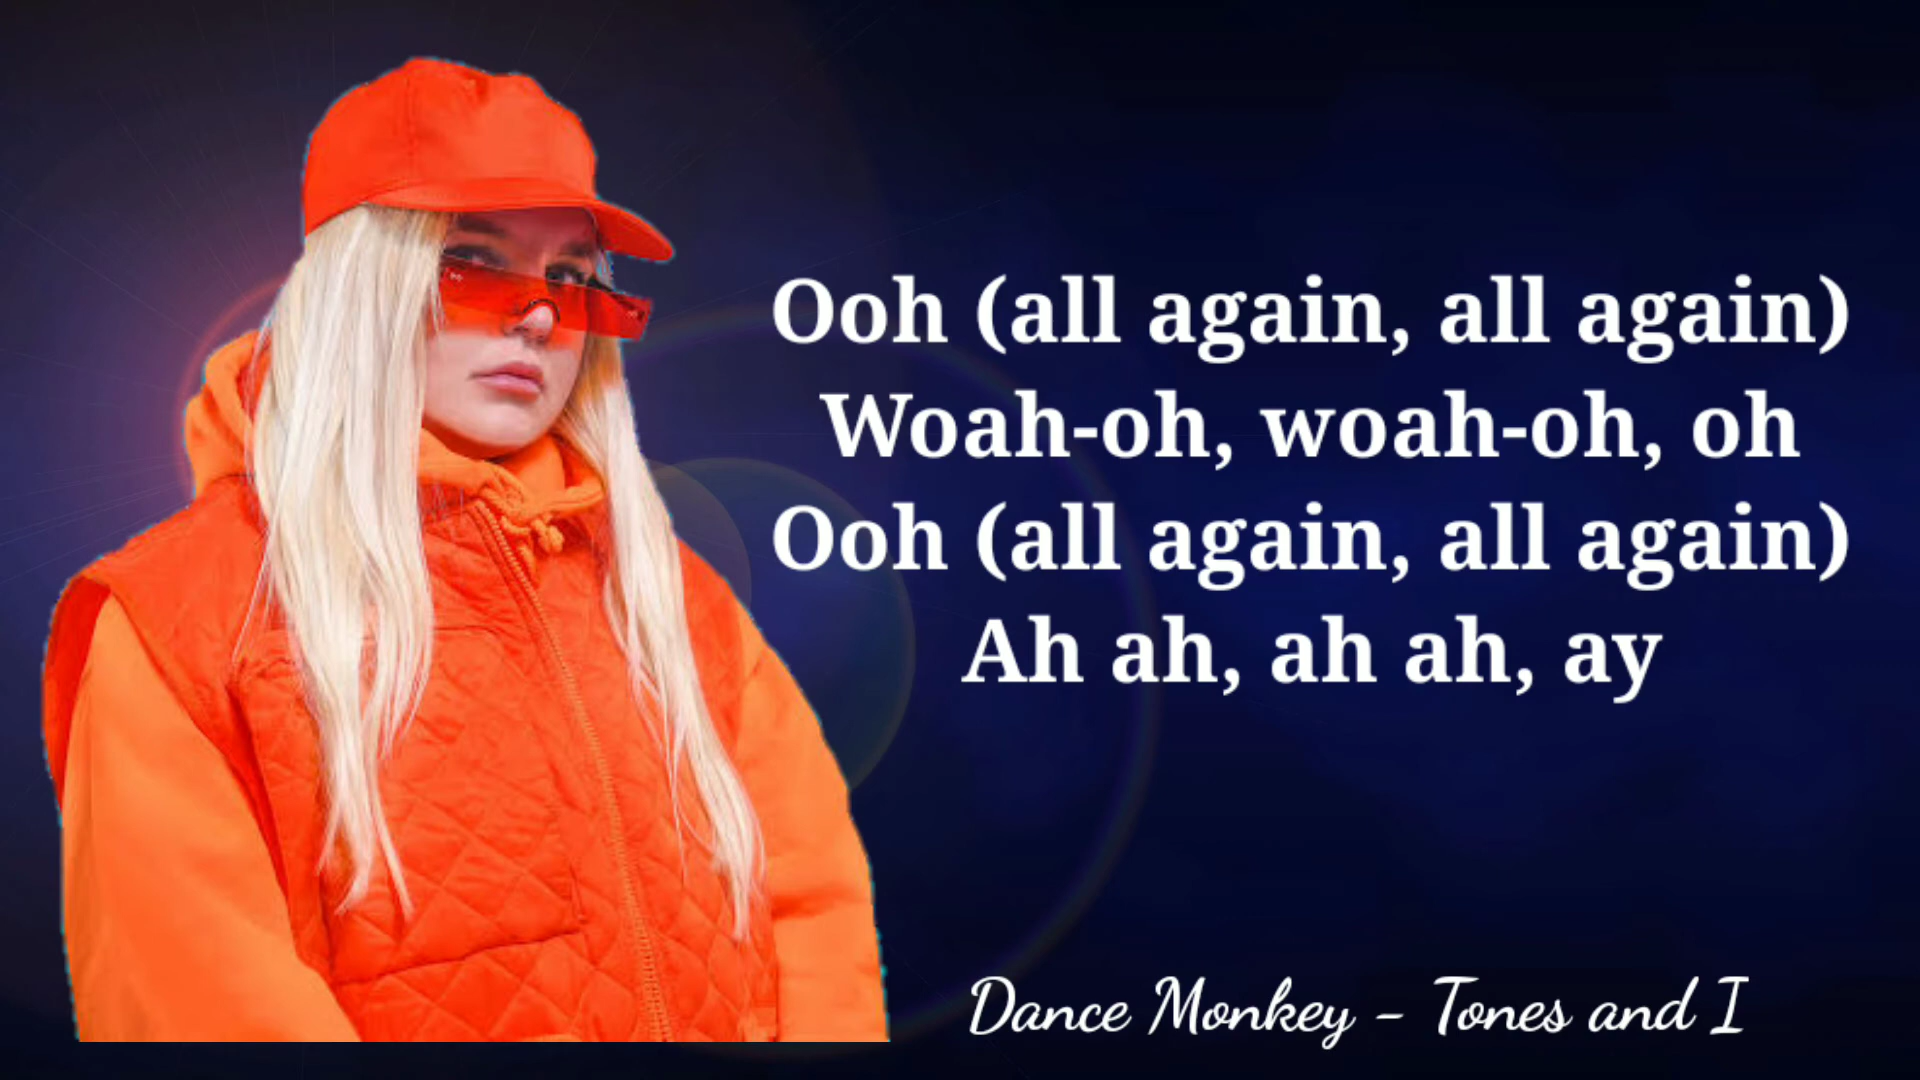 Ooh (all again, all again)
Woah-oh, woah-oh, oh
Ooh (all again, all again)
Ah ah, ah ah, ay
Dance Monkey - Tones and I